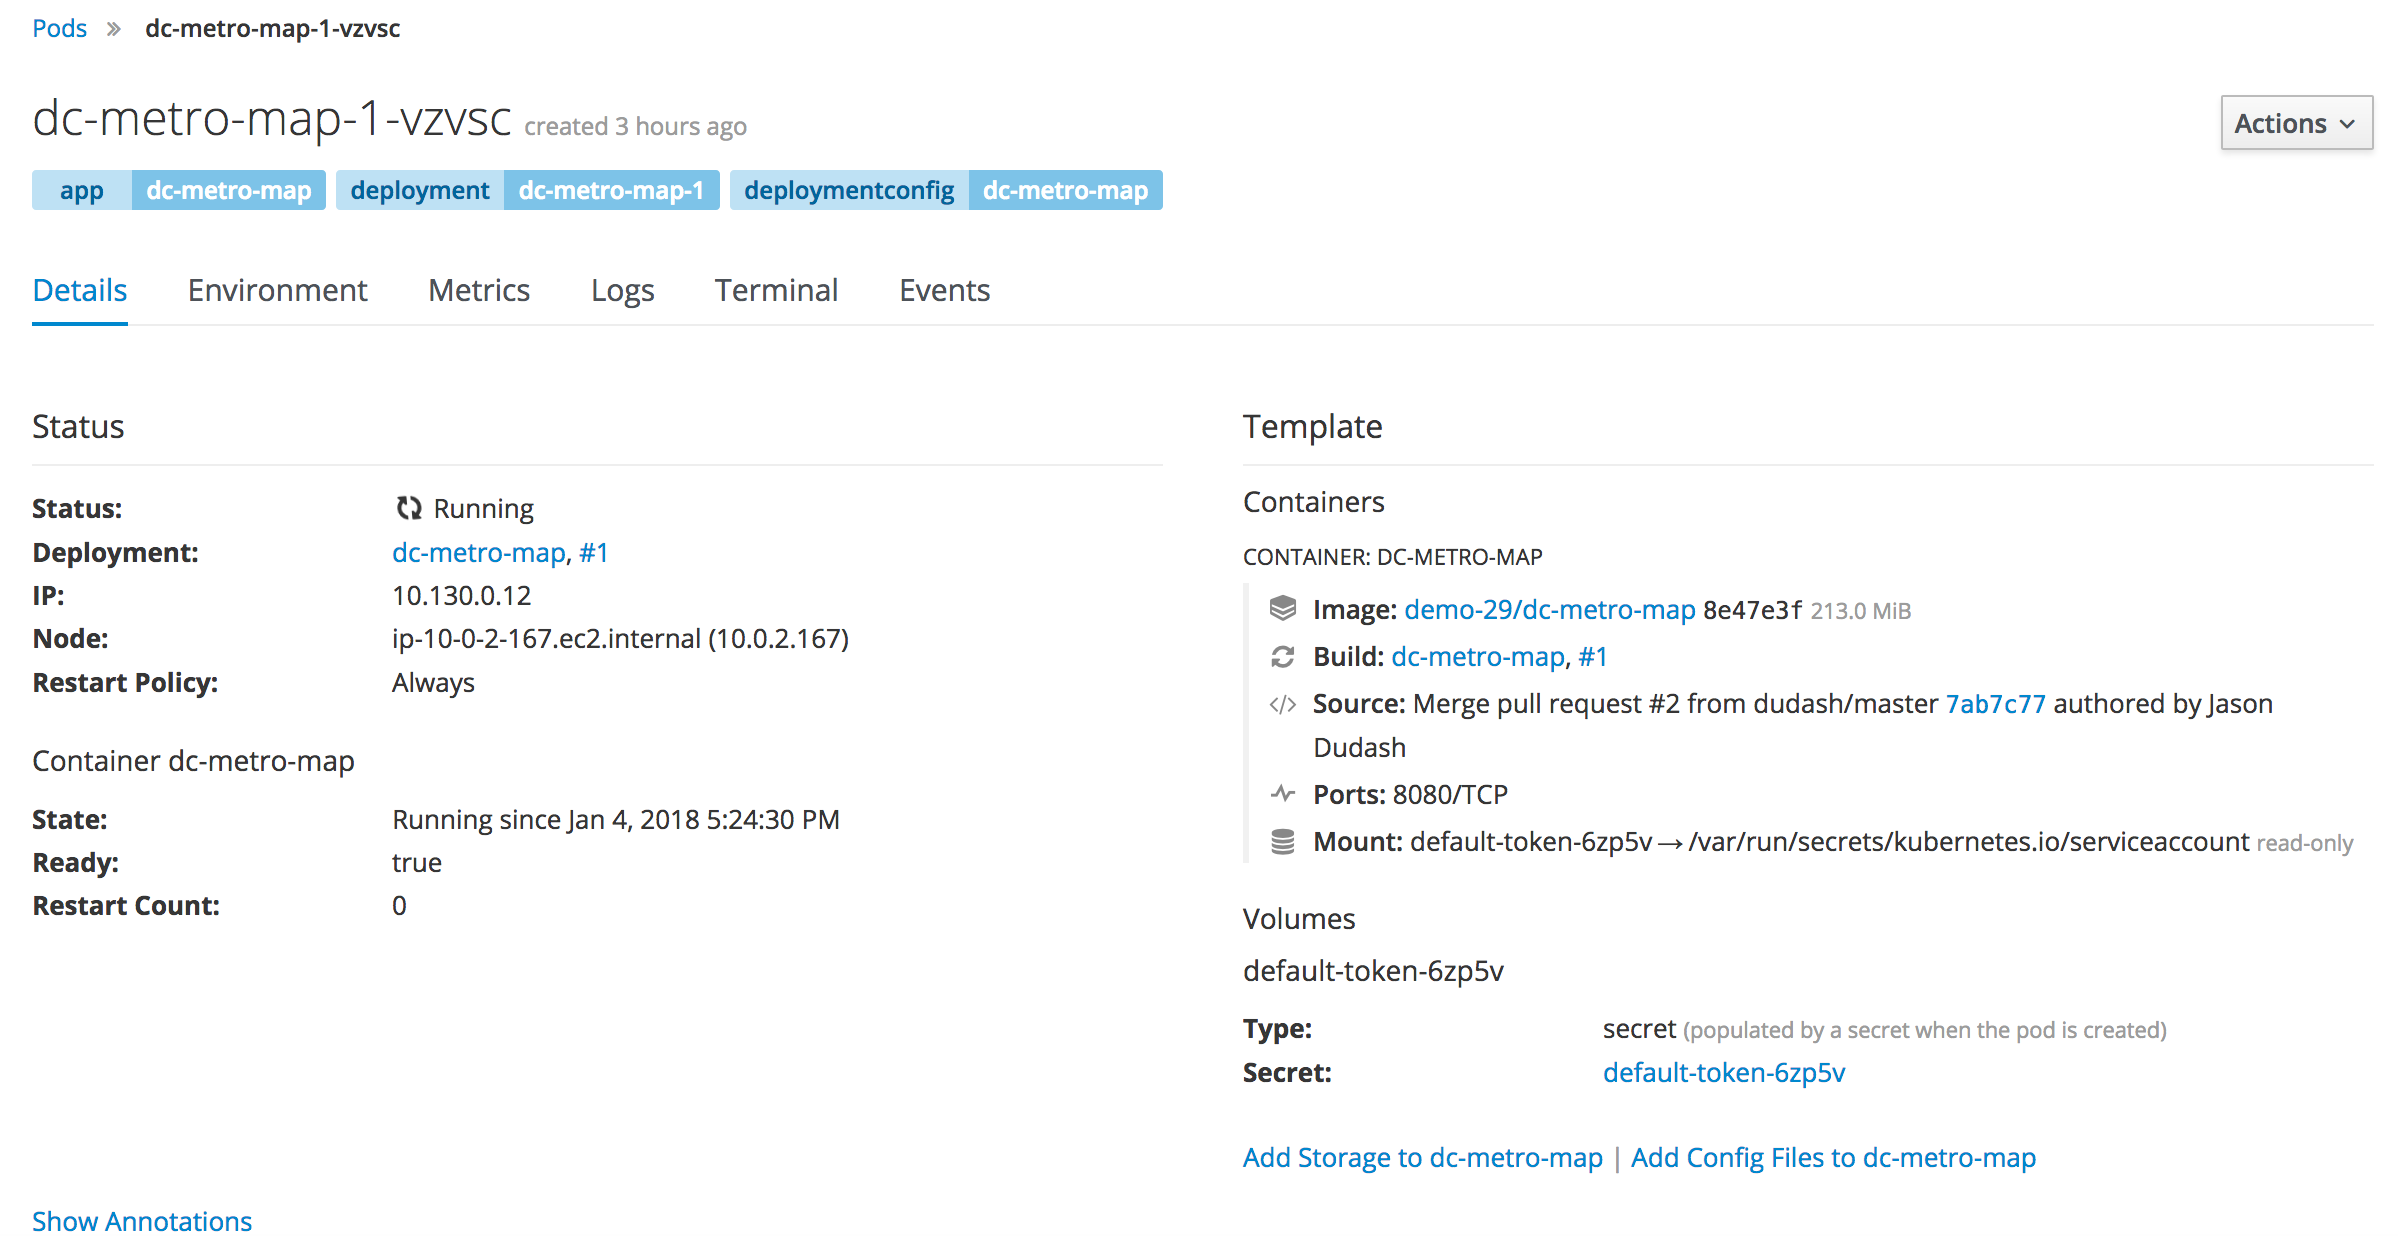 Pods » dc-metro-map-1-vzvsc
dc-metro-map-1-vzvsc created 3 hours ago
Actions
app dc-metro-map deployment dc-metro-map-1 deploymentconfig dc-metro-map
Details Environment Metrics Logs Terminal Events
Status
Status: Running
Deployment: dc-metro-map, #1
IP: 10.130.0.12
Node: ip-10-0-2-167.ec2.internal (10.0.2.167)
Restart Policy: Always
Container dc-metro-map
State: Running since Jan 4, 2018 5:24:30 PM
Ready: true
Restart Count: 0
Template
Containers
CONTAINER: DC-METRO-MAP
Image: demo-29/dc-metro-map 8e47e3f 213.0 MiB
Build: dc-metro-map, #1
</> Source: Merge pull request #2 from dudash/master 7ab7c77 authored by Jason
Dudash
Ports: 8080/TCP
Mount: default-token-6zp5v→/var/run/secrets/kubernetes.io/serviceaccount read-only
Volumes
default-token-6zp5v
Type: secret (populated by a secret when the pod is created)
Secret: default-token-6zp5v
Add Storage to dc-metro-map | Add Config Files to dc-metro-map
Show Annotations